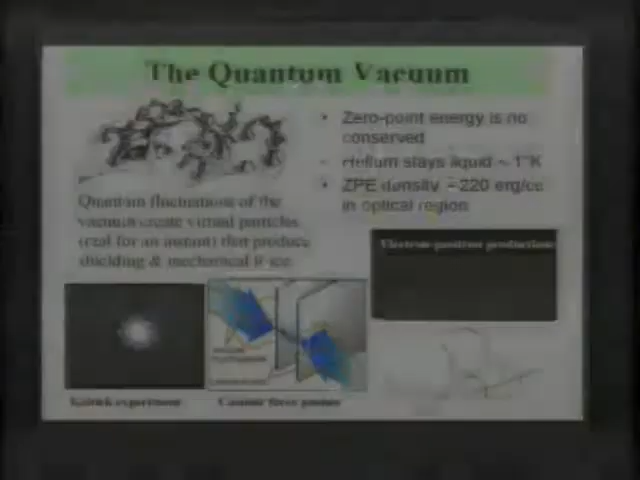 The Quantum Vacuum
• Zero-point energy is no
conserved
- Helium stays liquid ~ 1°K
• ZPE density ~220 erg/cc
in optical region
Quantum fluctuations of the
vacuum create virtual particles
(real for an instant) that produce
shielding & mechanical
Electron-positron production
experiment
Casimir force